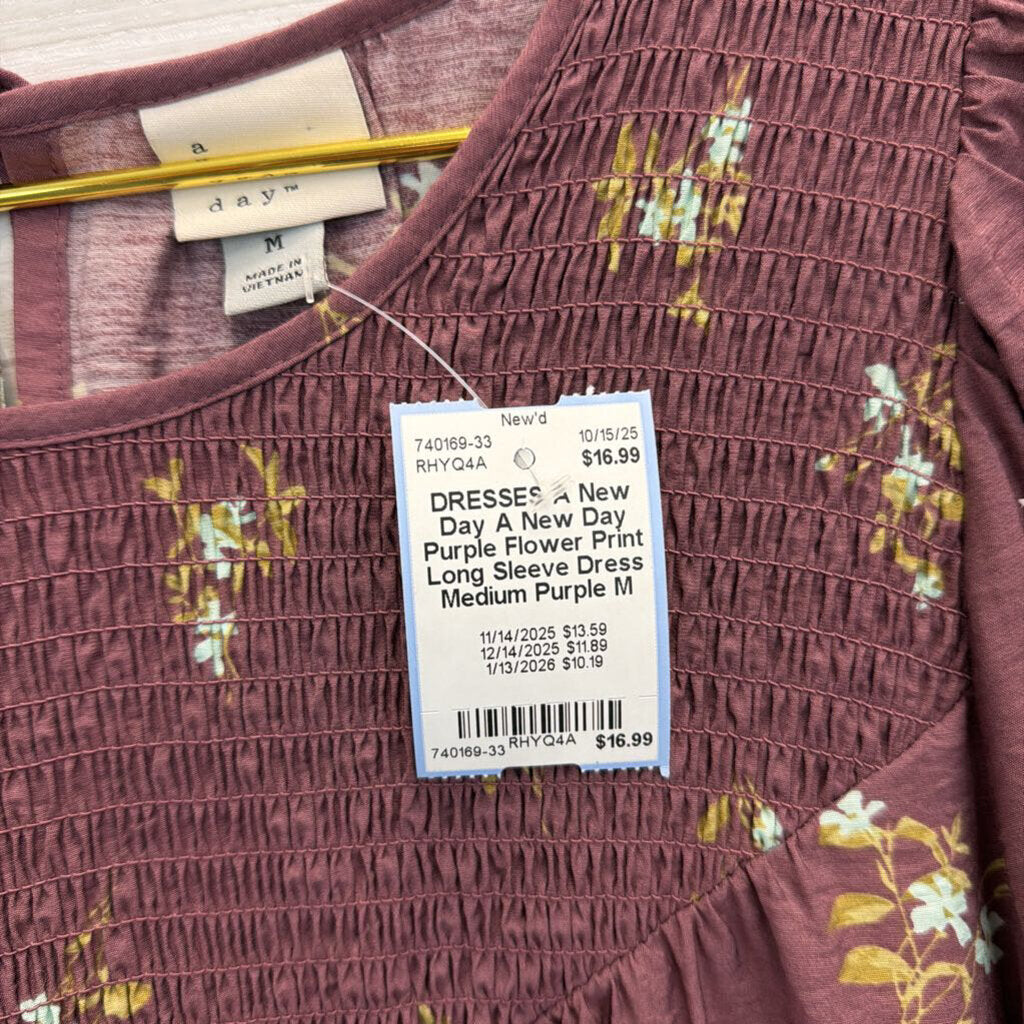 a
day™
M
MADE IN
VIETNAM
New'd
740169-33 10/15/25
RHYQ4A $16.99
DRESSES A New
Day A New Day
Purple Flower Print
Long Sleeve Dress
Medium Purple M
11/14/2025 $13.59
12/14/2025 $11.89
1/13/2026 $10.19
740169-33 RHYQ4A $16.99